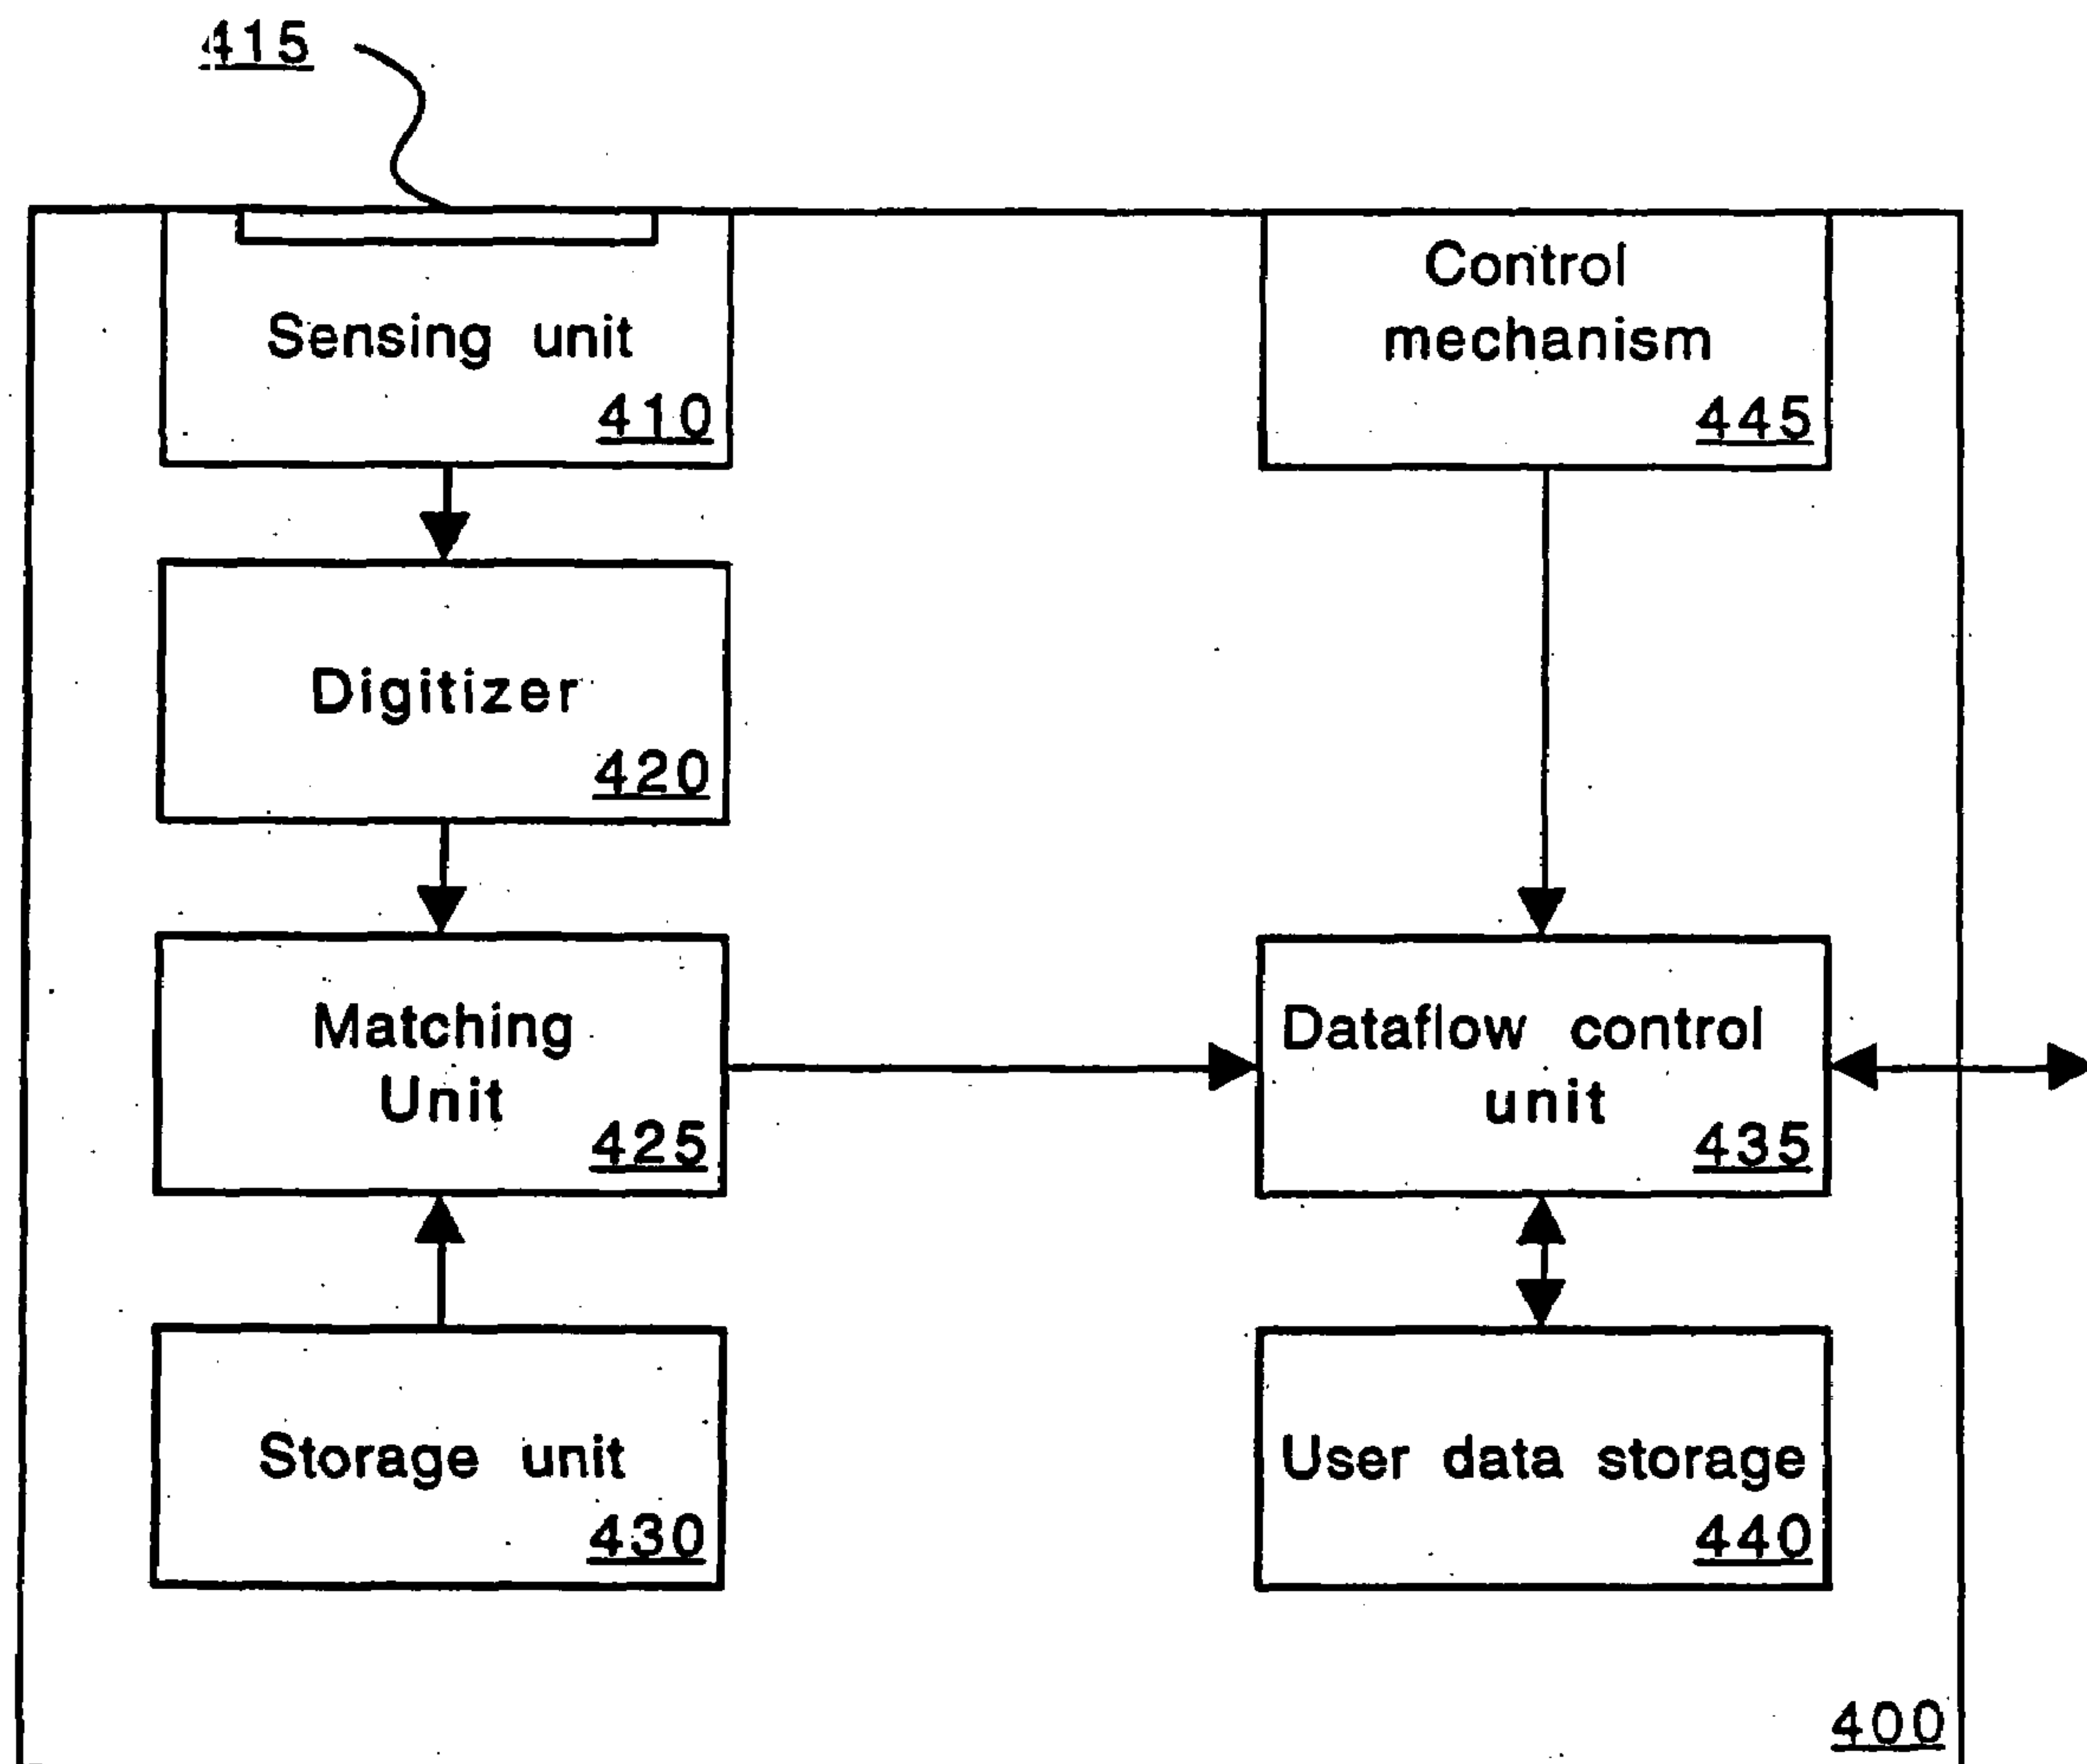 415
Sensing unit
410
Control
mechanism
445
Digitizer
420
Matching
Unit
425
Dataflow control
unit
435
Storage unit
430
User data storage
440
400